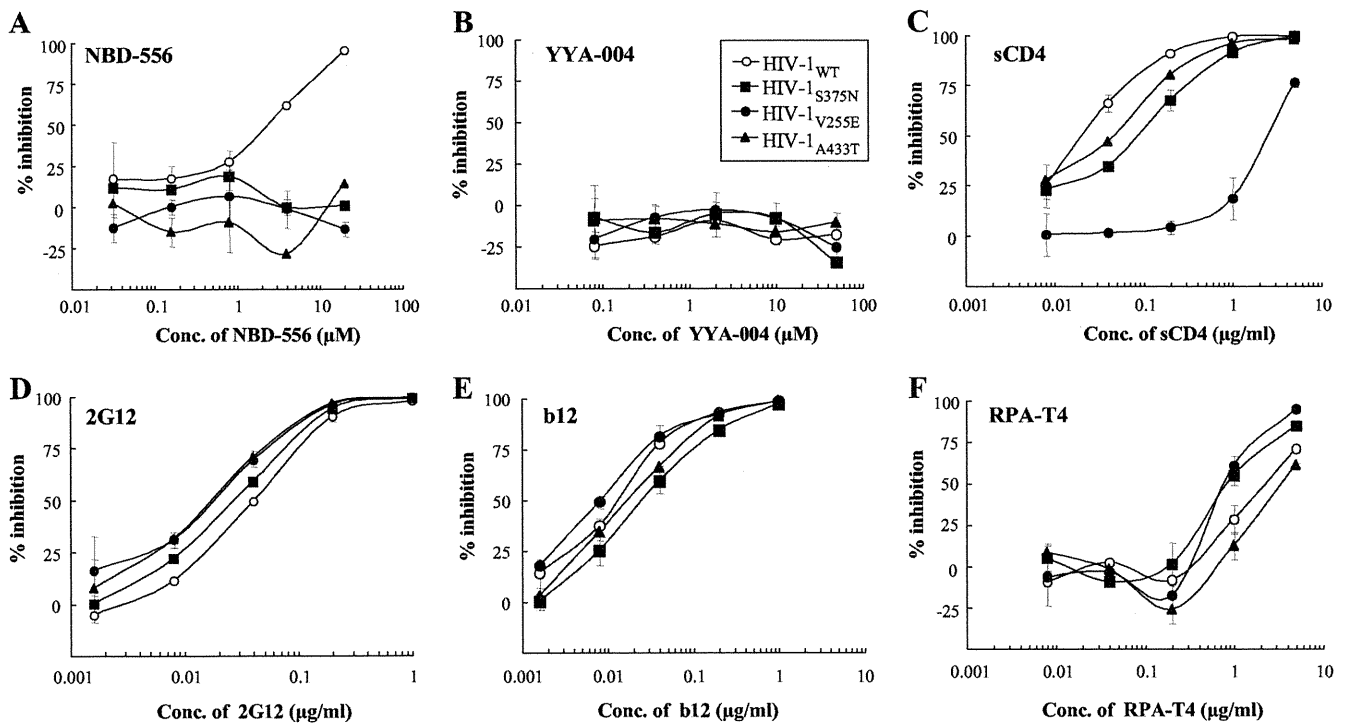 A
NBD-556
% inhibition
100
75
50
25
0
-25
0.01
0.1
1
10
100
Conc. of NBD-556 (μM)
B
YYA-004
HIV-1WT
HIV-1S375N
HIV-1V255E
HIV-1A433T
% inhibition
100
75
50
25
0
-25
0.01
0.1
1
10
100
Conc. of YYA-004 (μM)
C
sCD4
% inhibition
100
75
50
25
0
0.001
0.01
0.1
1
10
Conc. of sCD4 (μg/ml)
D
2G12
% inhibition
100
75
50
25
0
0.001
0.01
0.1
1
Conc. of 2G12 (μg/ml)
E
b12
% inhibition
100
75
50
25
0
0.001
0.01
0.1
1
10
Conc. of b12 (μg/ml)
F
RPA-T4
% inhibition
100
75
50
25
0
-25
0.001
0.01
0.1
1
10
Conc. of RPA-T4 (μg/ml)